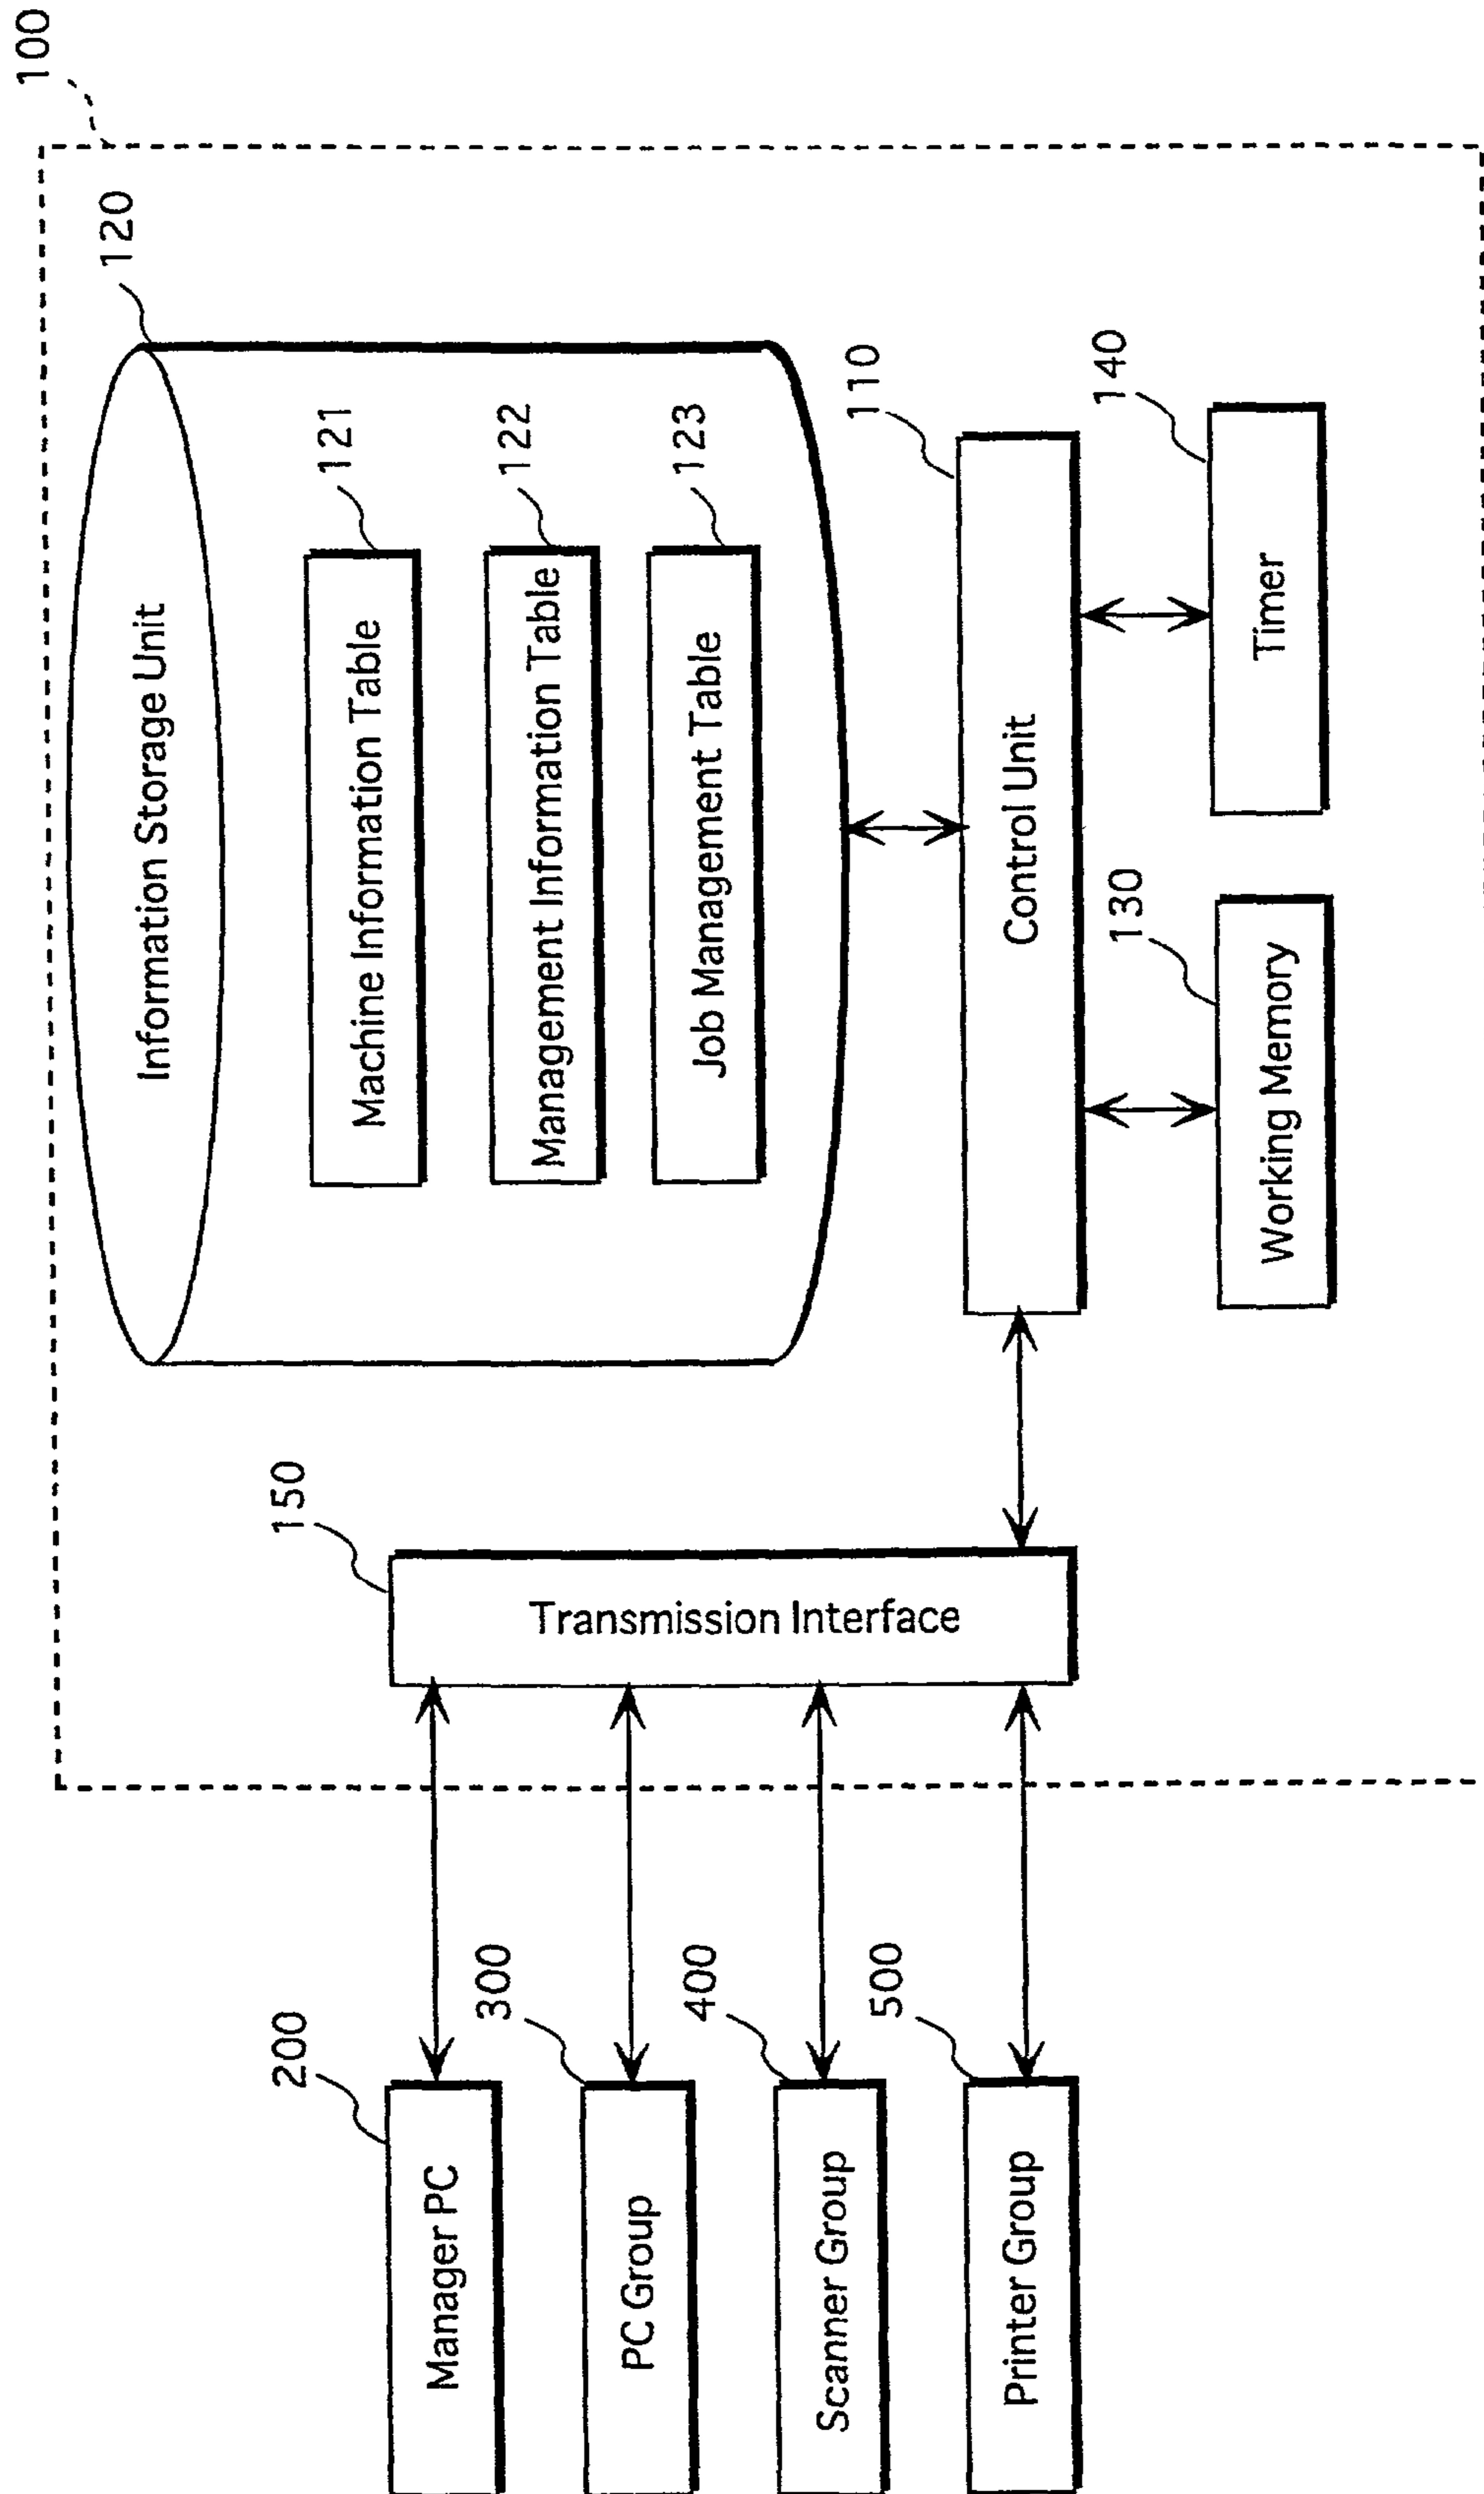 100
120
Information Storage Unit
121
Machine Information Table
122
Management Information Table
123
Job Management Table
110
Control Unit
140
Timer
130
Working Memory
150
Transmission Interface
200
Manager PC
300
PC Group
400
Scanner Group
500
Printer Group